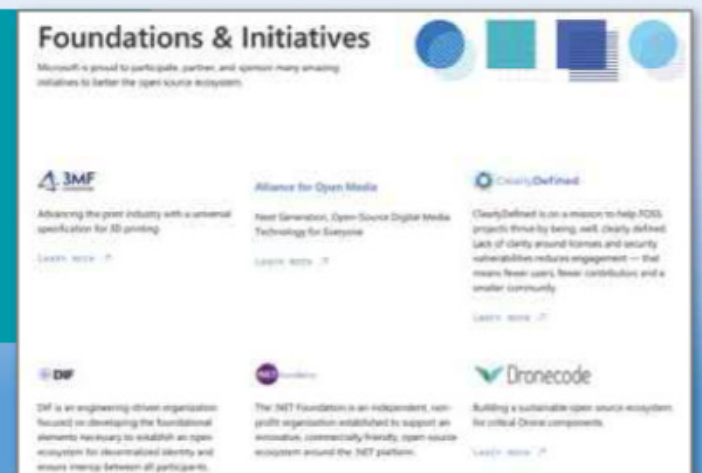 Foundations & Initiatives
Microsoft is proud to participate, partner, and sponsor many amazing
initiatives to better the open source ecosystem.
3MF
Advancing the print industry with a universal
specification for 3D printing
Learn more ↗
Alliance for Open Media
Next Generation, Open-Source Digital Media
Technology for Everyone
Learn more ↗
ClearlyDefined
ClearlyDefined is on a mission to help FOSS
projects thrive by being, well, clearly defined.
Lack of clarity around licenses and security
vulnerabilities reduces engagement — that
means fewer users, fewer contributors and a
smaller community.
Learn more ↗
DIF
DIF is an engineering-driven organization
focused on developing the foundational
elements necessary to establish an open
ecosystem for decentralized identity and
ensure interop between all participants.
.NET foundation
The .NET Foundation is an independent, non-
profit organization established to support an
innovative, commercially friendly, open-source
ecosystem around the .NET platform.
Dronecode
Building a sustainable open source ecosystem
for critical Drone components.
Learn more ↗